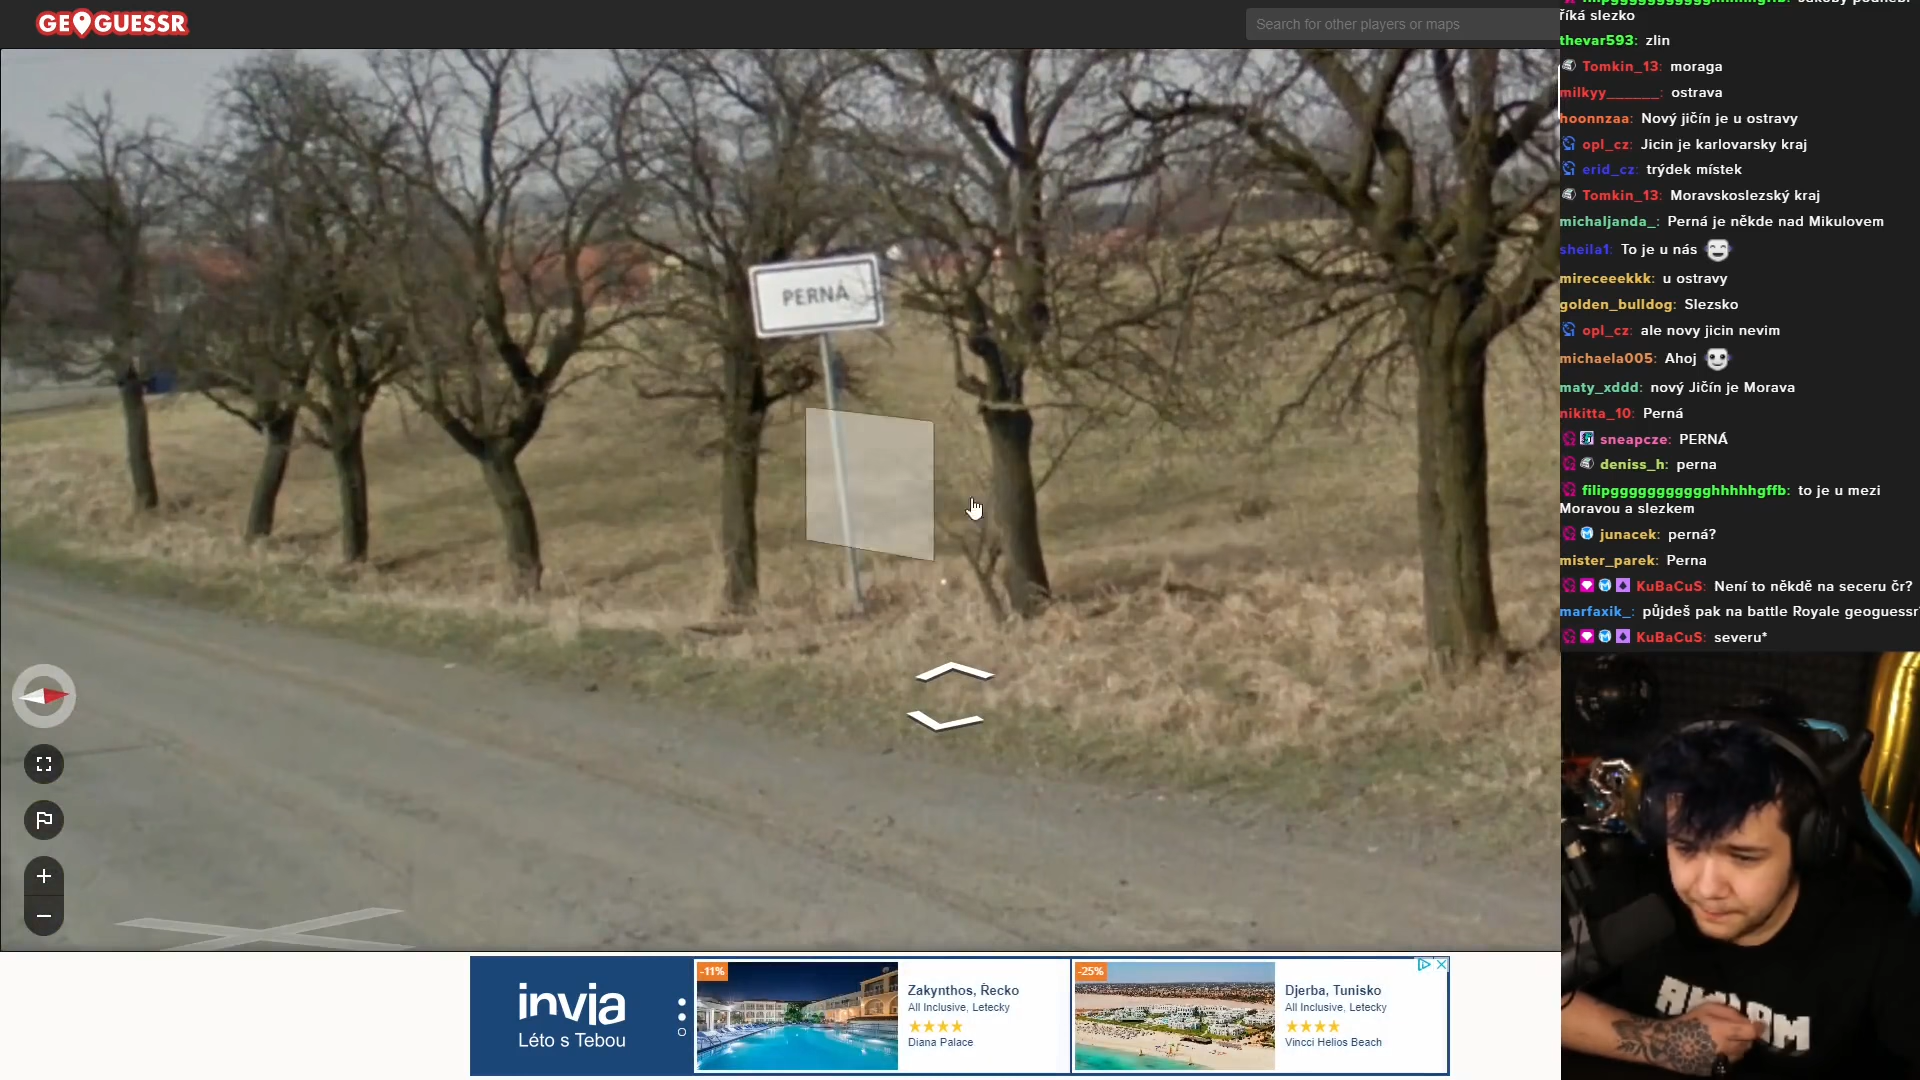 GEOGUESSR
Search for other players or maps
PERNÁ
říká slezko
thevar593: zlin
Tomkin_13: moraga
milkyy______: ostrava
hoonnzaa: Nový jičín je u ostravy
opl_cz: Jicin je karlovarsky kraj
erid_cz: trýdek místek
Tomkin_13: Moravskoslezský kraj
michaljanda_: Perná je někde nad Mikulovem
sheila1: To je u nás
mireceeekkk: u ostravy
golden_bulldog: Slezsko
opl_cz: ale novy jicin nevim
michaela005: Ahoj
maty_xddd: nový Jičín je Morava
nikitta_10: Perná
sneapcze: PERNÁ
deniss_h: perna
filipgggggggggggghhhhhgffb: to je u mezi
Moravou a slezkem
junacek: perná?
mister_parek: Perna
KuBaCuS: Není to někdě na seceru čr?
marfaxik_: půjdeš pak na battle Royale geoguessr
KuBaCuS: severu*
invia
Léto s Tebou
-11%
Zakynthos, Řecko
All Inclusive, Letecky
Diana Palace
-25%
Djerba, Tunisko
All Inclusive, Letecky
Vincci Helios Beach